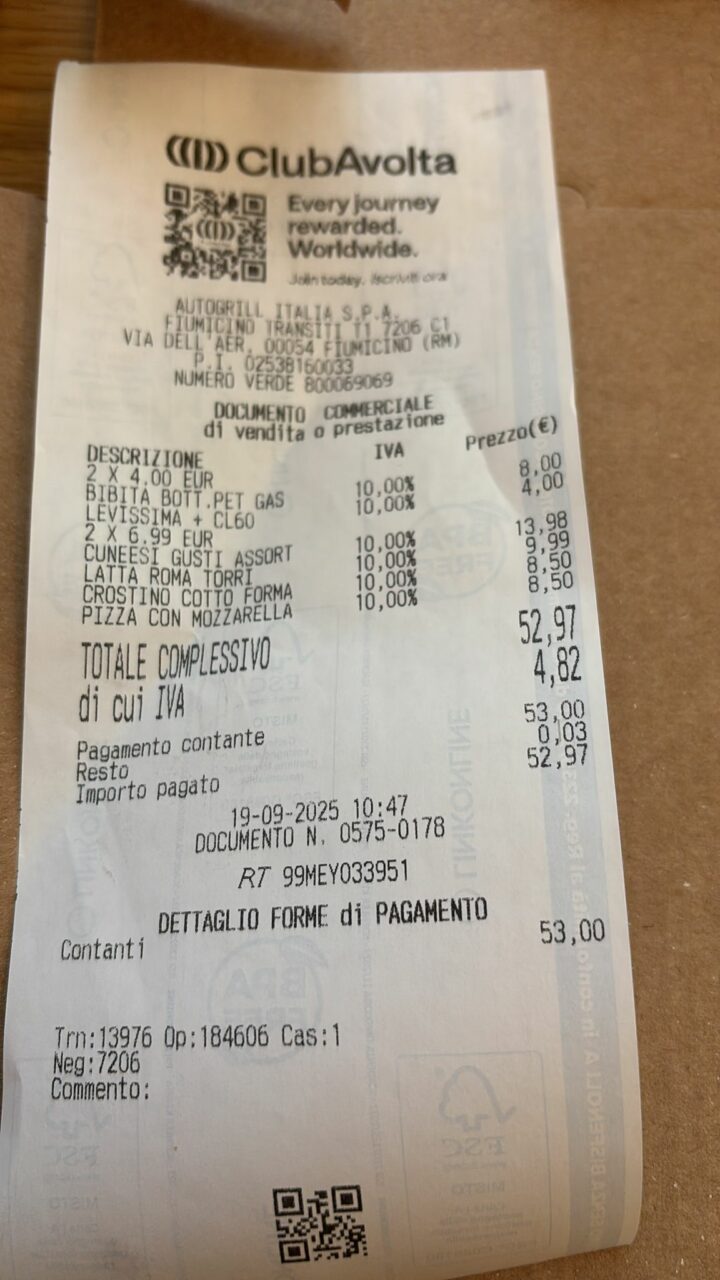 ClubAvolta
Every journey
rewarded.
Worldwide.
Join today. Iscriviti ora
AUTOGRILL ITALIA S.P.A.
FIUMICINO TRANSITI T1 7206 C1
VIA DELL'AER. 00054 FIUMICINO (RM)
P.I. 02538160033
NUMERO VERDE 800069069
DOCUMENTO COMMERCIALE
di vendita o prestazione
DESCRIZIONE IVA Prezzo(€)
2 X 4.00 EUR
BIBITA BOTT.PET GAS 10,00% 8,00
LEVISSIMA + CL60 10,00% 4,00
2 X 6.99 EUR
CUNEESI GUSTI ASSORT 10,00% 13,98
LATTA ROMA TORRI 10,00% 9,99
CROSTINO COTTO FORMA 10,00% 8,50
PIZZA CON MOZZARELLA 10,00% 8,50
TOTALE COMPLESSIVO 52,97
di cui IVA 4,82
Pagamento contante 53,00
Resto 0,03
Importo pagato 52,97
19-09-2025 10:47
DOCUMENTO N. 0575-0178
RT 99MEY033951
DETTAGLIO FORME di PAGAMENTO
Contanti 53,00
Trn:13976 Op:184606 Cas:1
Neg:7206
Commento: